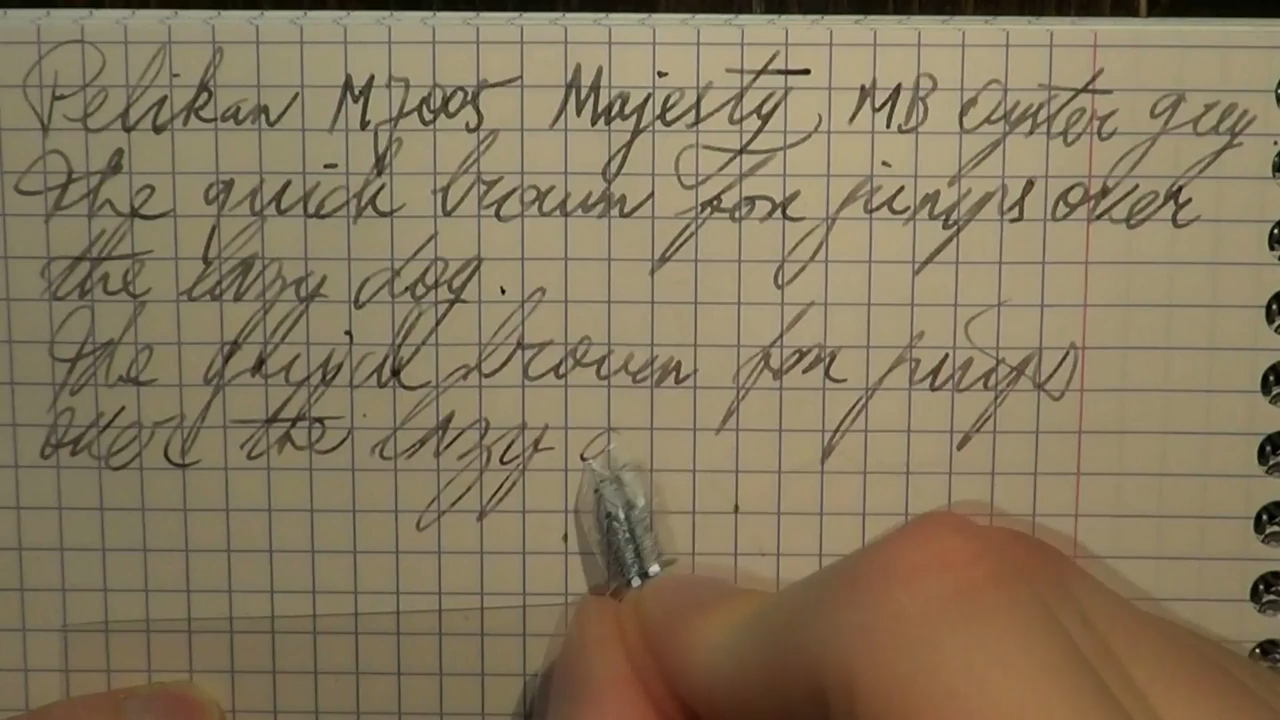 Pelikan M7005 Majesty, MB Oyster grey
The quick brown fox jumps over
the lazy dog.
The quick brown fox jumps
over the lazy d